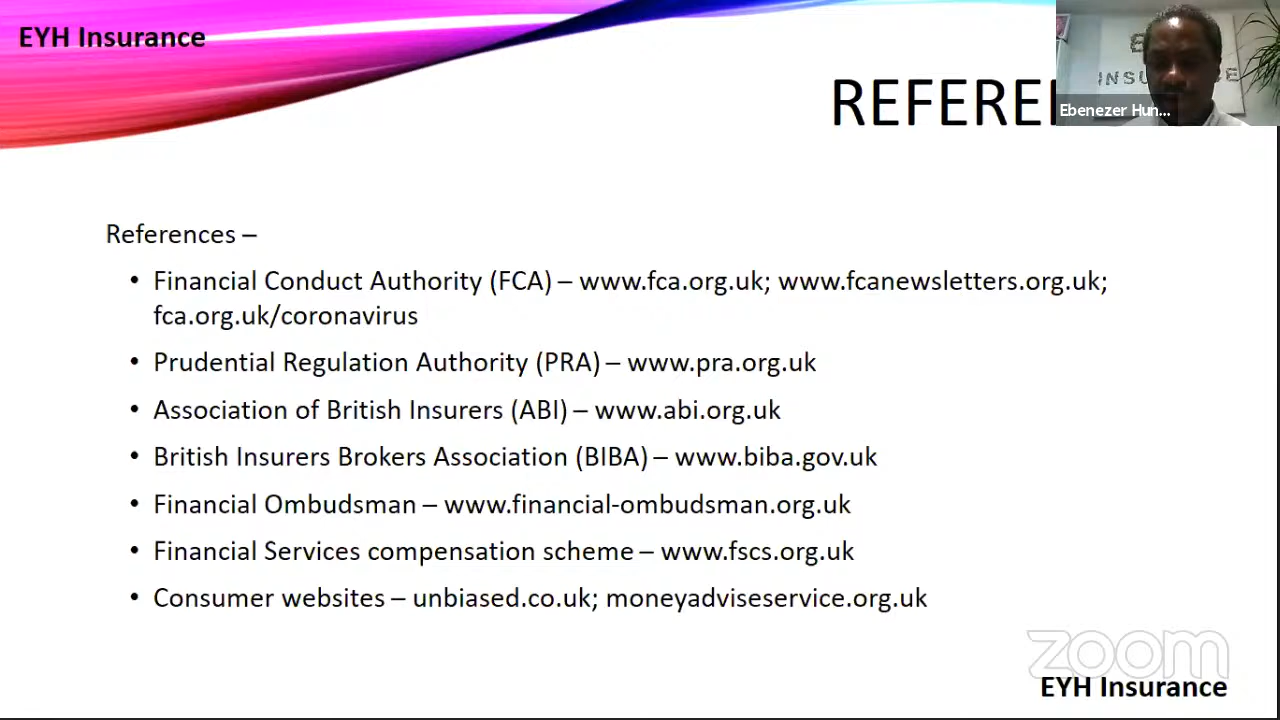 EYH Insurance
REFERE
INSU E
Ebenezer Hun...
References –
• Financial Conduct Authority (FCA) – www.fca.org.uk; www.fcanewsletters.org.uk;
fca.org.uk/coronavirus
• Prudential Regulation Authority (PRA) – www.pra.org.uk
• Association of British Insurers (ABI) – www.abi.org.uk
• British Insurers Brokers Association (BIBA) – www.biba.gov.uk
• Financial Ombudsman – www.financial-ombudsman.org.uk
• Financial Services compensation scheme – www.fscs.org.uk
• Consumer websites – unbiased.co.uk; moneyadviseservice.org.uk
zoom
EYH Insurance